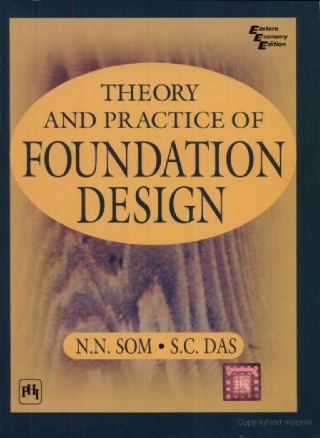 Eastern
Economy
Edition
THEORY
AND PRACTICE OF
FOUNDATION
DESIGN
N.N. SOM • S.C. DAS
PHI
Copyrighted material